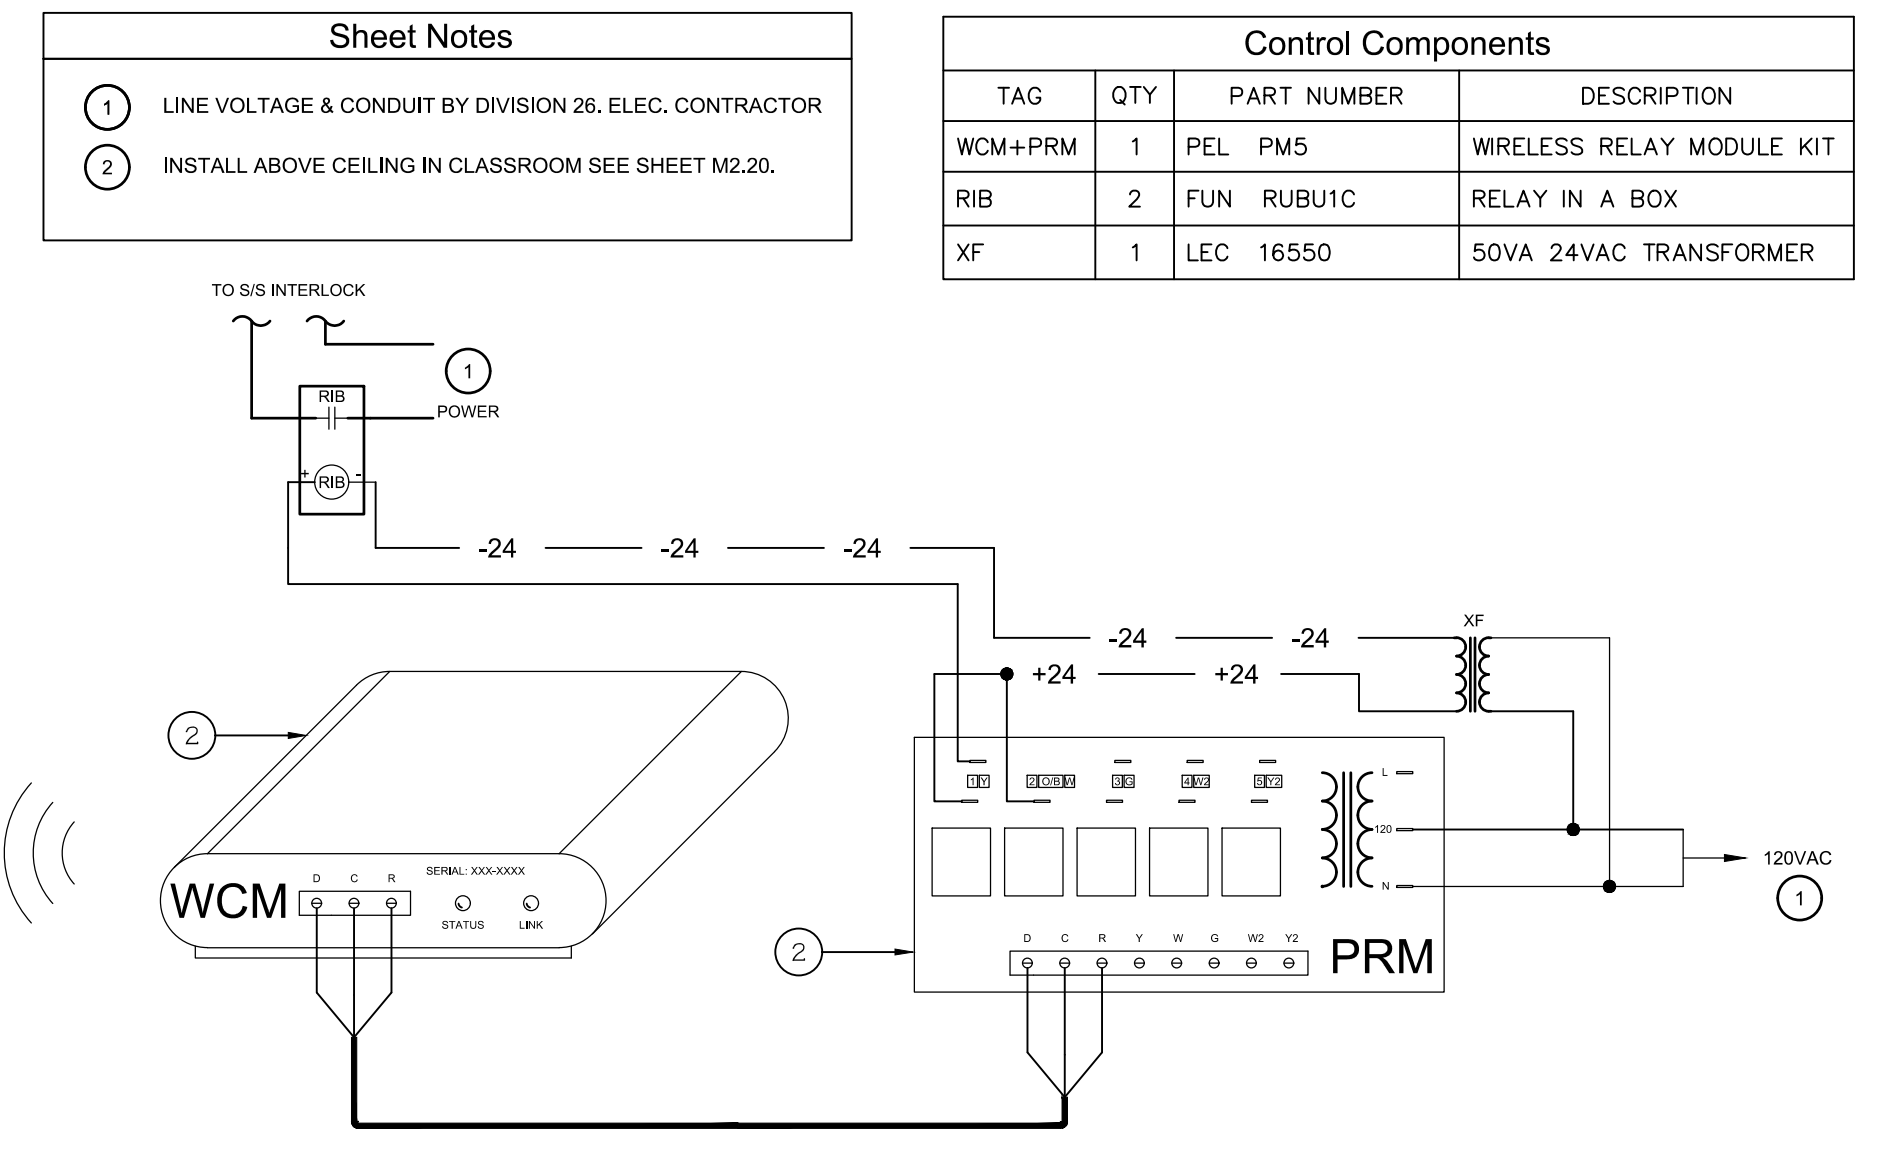 Sheet Notes
1 LINE VOLTAGE & CONDUIT BY DIVISION 26. ELEC. CONTRACTOR
2 INSTALL ABOVE CEILING IN CLASSROOM SEE SHEET M2.20.
Control Components
TAG QTY PART NUMBER DESCRIPTION
WCM+PRM 1 PEL PM5 WIRELESS RELAY MODULE KIT
RIB 2 FUN RUBU1C RELAY IN A BOX
XF 1 LEC 16550 50VA 24VAC TRANSFORMER
TO S/S INTERLOCK
1
POWER
RIB
+ RIB -
-24 -24 -24
-24 -24
+24 +24
XF
2
1 Y 2 O/B W 3 G 4 W2 5 Y2
L
120
N
120VAC
1
D C R
SERIAL: XXX-XXXX
WCM
STATUS LINK
2
D C R Y W G W2 Y2
PRM